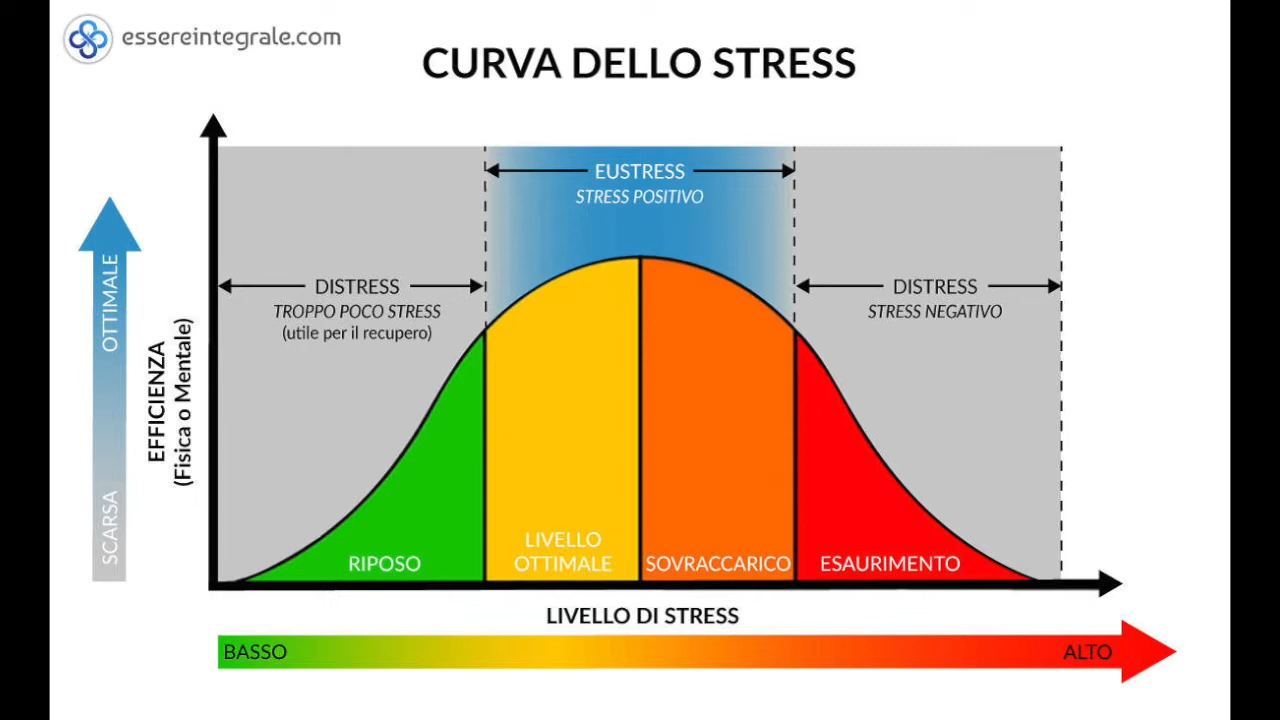 essereintegrale.com
CURVA DELLO STRESS
EUSTRESS
STRESS POSITIVO
DISTRESS
TROPPO POCO STRESS
(utile per il recupero)
DISTRESS
STRESS NEGATIVO
OTTIMALE
SCARSA
EFFICIENZA
(Fisica o Mentale)
RIPOSO
LIVELLO
OTTIMALE
SOVRACCARICO
ESAURIMENTO
LIVELLO DI STRESS
BASSO
ALTO